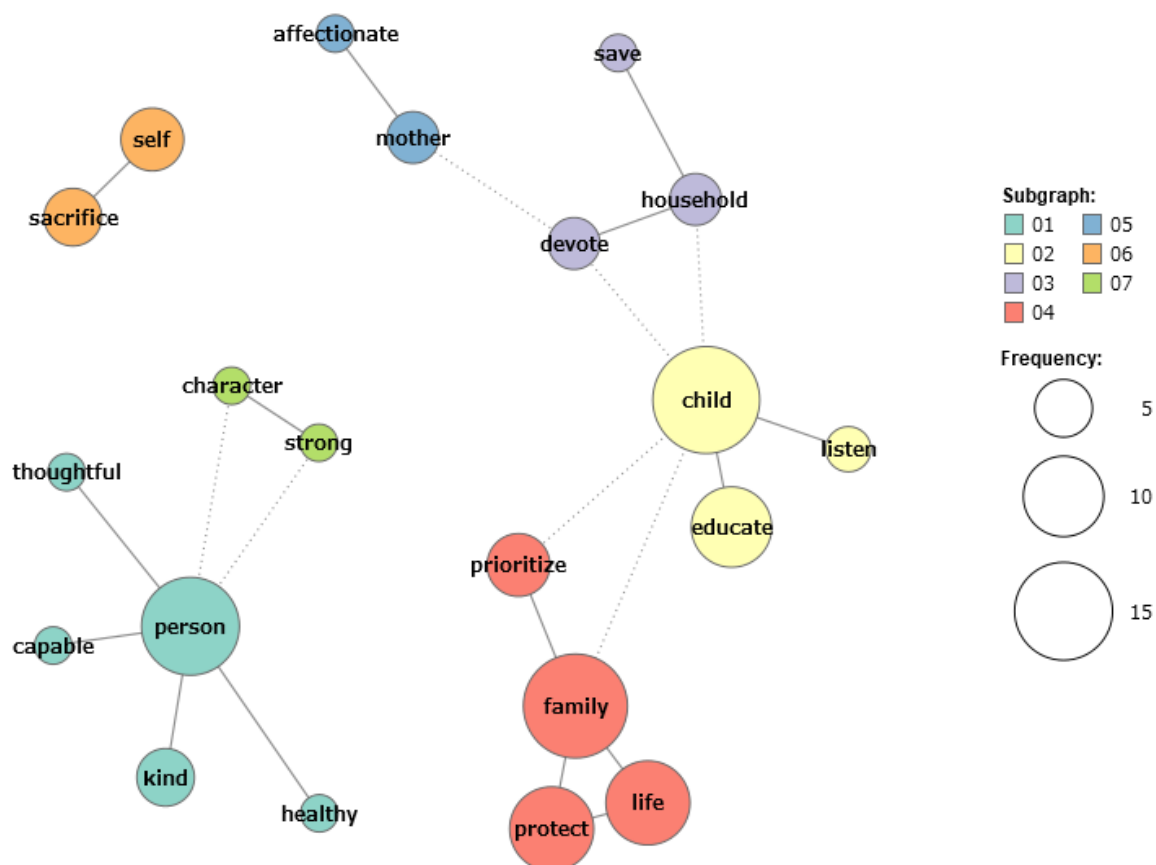 affectionate
save
self
mother
sacrifice
household
devote
character
child
strong
listen
thoughtful
educate
prioritize
person
capable
family
kind
life
healthy
protect
Subgraph:
01 05
02 06
03 07
04
Frequency:
5
10
15